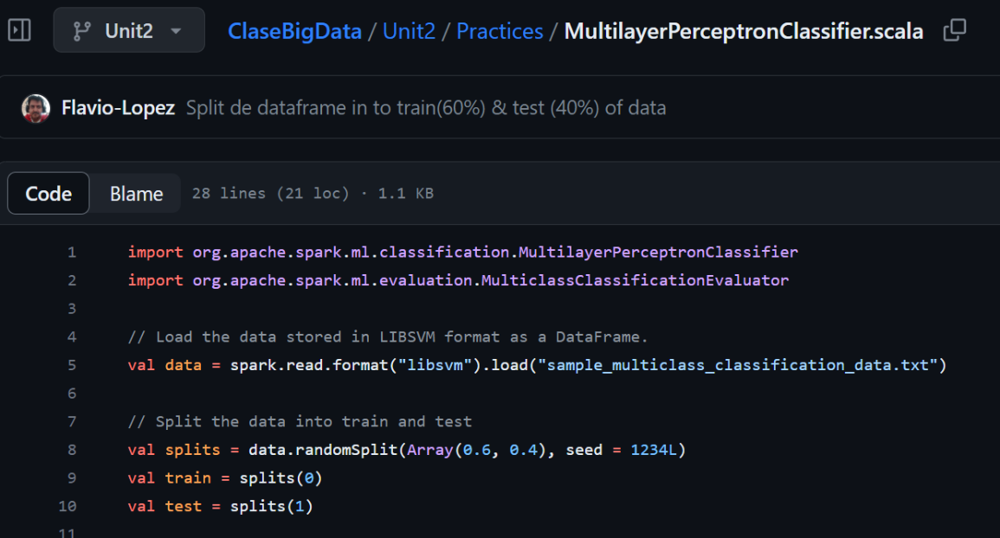 Unit2 ClaseBigData / Unit2 / Practices / MultilayerPerceptronClassifier.scala
Flavio-Lopez Split de dataframe in to train(60%) & test (40%) of data
Code Blame 28 lines (21 loc) · 1.1 KB
1 import org.apache.spark.ml.classification.MultilayerPerceptronClassifier
2 import org.apache.spark.ml.evaluation.MulticlassClassificationEvaluator
3
4 // Load the data stored in LIBSVM format as a DataFrame.
5 val data = spark.read.format("libsvm").load("sample_multiclass_classification_data.txt")
6
7 // Split the data into train and test
8 val splits = data.randomSplit(Array(0.6, 0.4), seed = 1234L)
9 val train = splits(0)
10 val test = splits(1)
11